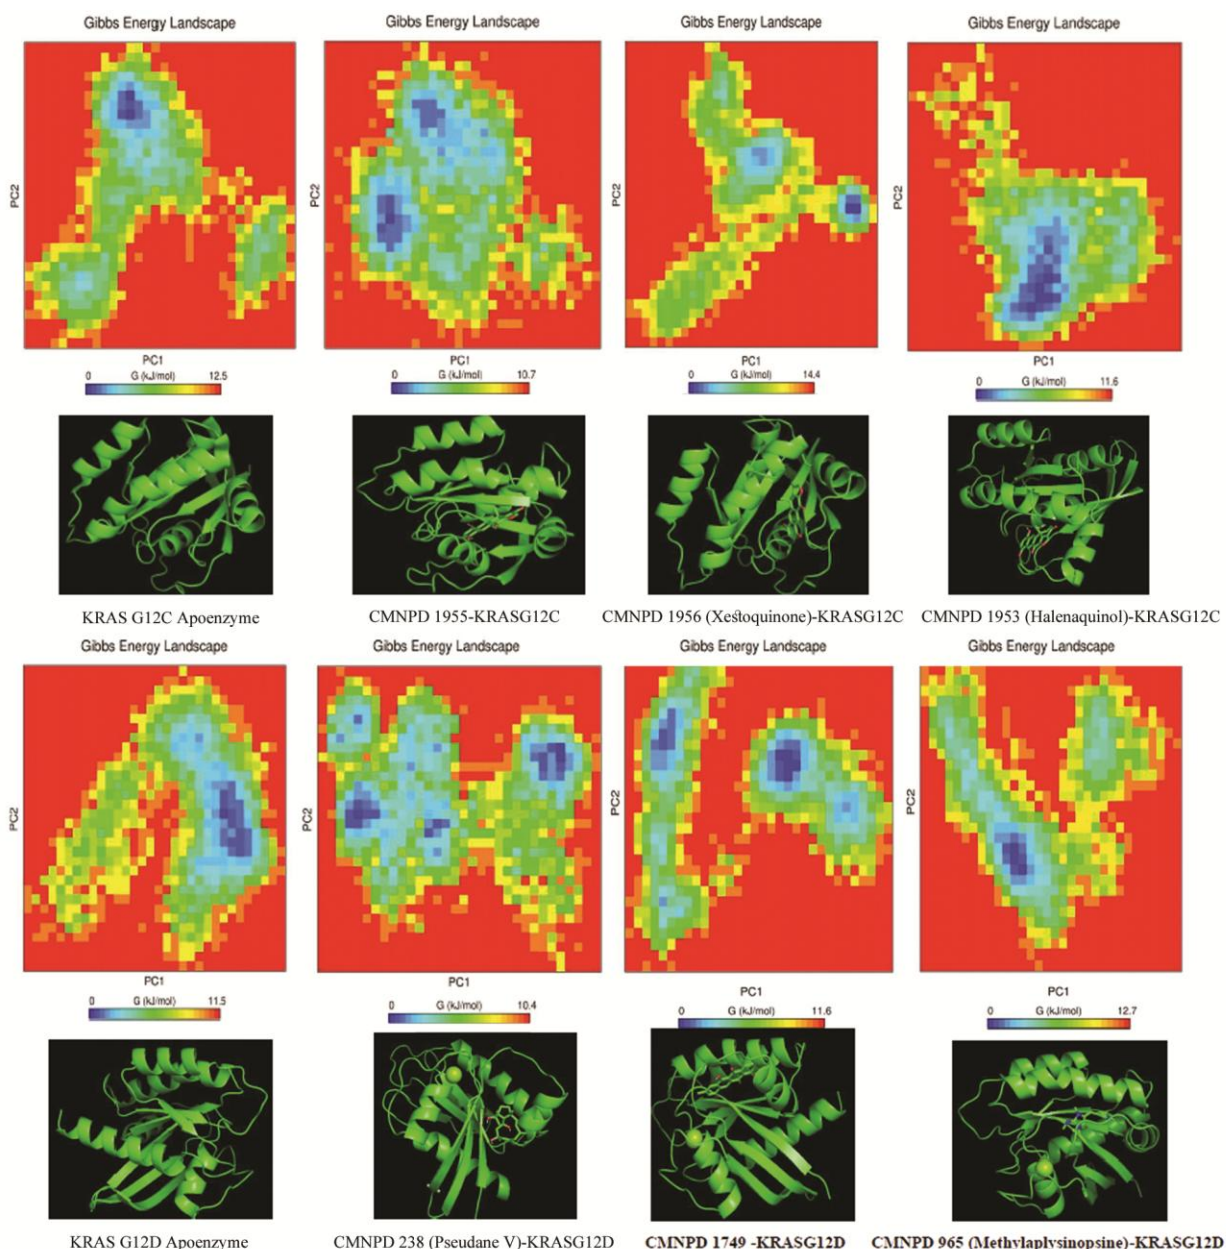 Gibbs Energy Landscape
Gibbs Energy Landscape
Gibbs Energy Landscape
Gibbs Energy Landscape
PC2
PC2
PC2
PC2
PC1
PC1
PC1
PC1
0 G (kJ/mol) 12.5
0 G (kJ/mol) 10.7
0 G (kJ/mol) 14.4
0 G (kJ/mol) 11.6
KRAS G12C Apoenzyme
CMNPD 1955-KRASG12C
CMNPD 1956 (Xestoquinone)-KRASG12C
CMNPD 1953 (Halenaquinol)-KRASG12C
Gibbs Energy Landscape
Gibbs Energy Landscape
Gibbs Energy Landscape
Gibbs Energy Landscape
PC2
PC2
PC2
PC2
PC1
PC1
PC1
PC1
0 G (kJ/mol) 11.5
0 G (kJ/mol) 10.4
0 G (kJ/mol) 11.6
0 G (kJ/mol) 12.7
KRAS G12D Apoenzyme
CMNPD 238 (Pseudane V)-KRASG12D
CMNPD 1749 -KRASG12D
CMNPD 965 (Methylaplysinopsine)-KRASG12D